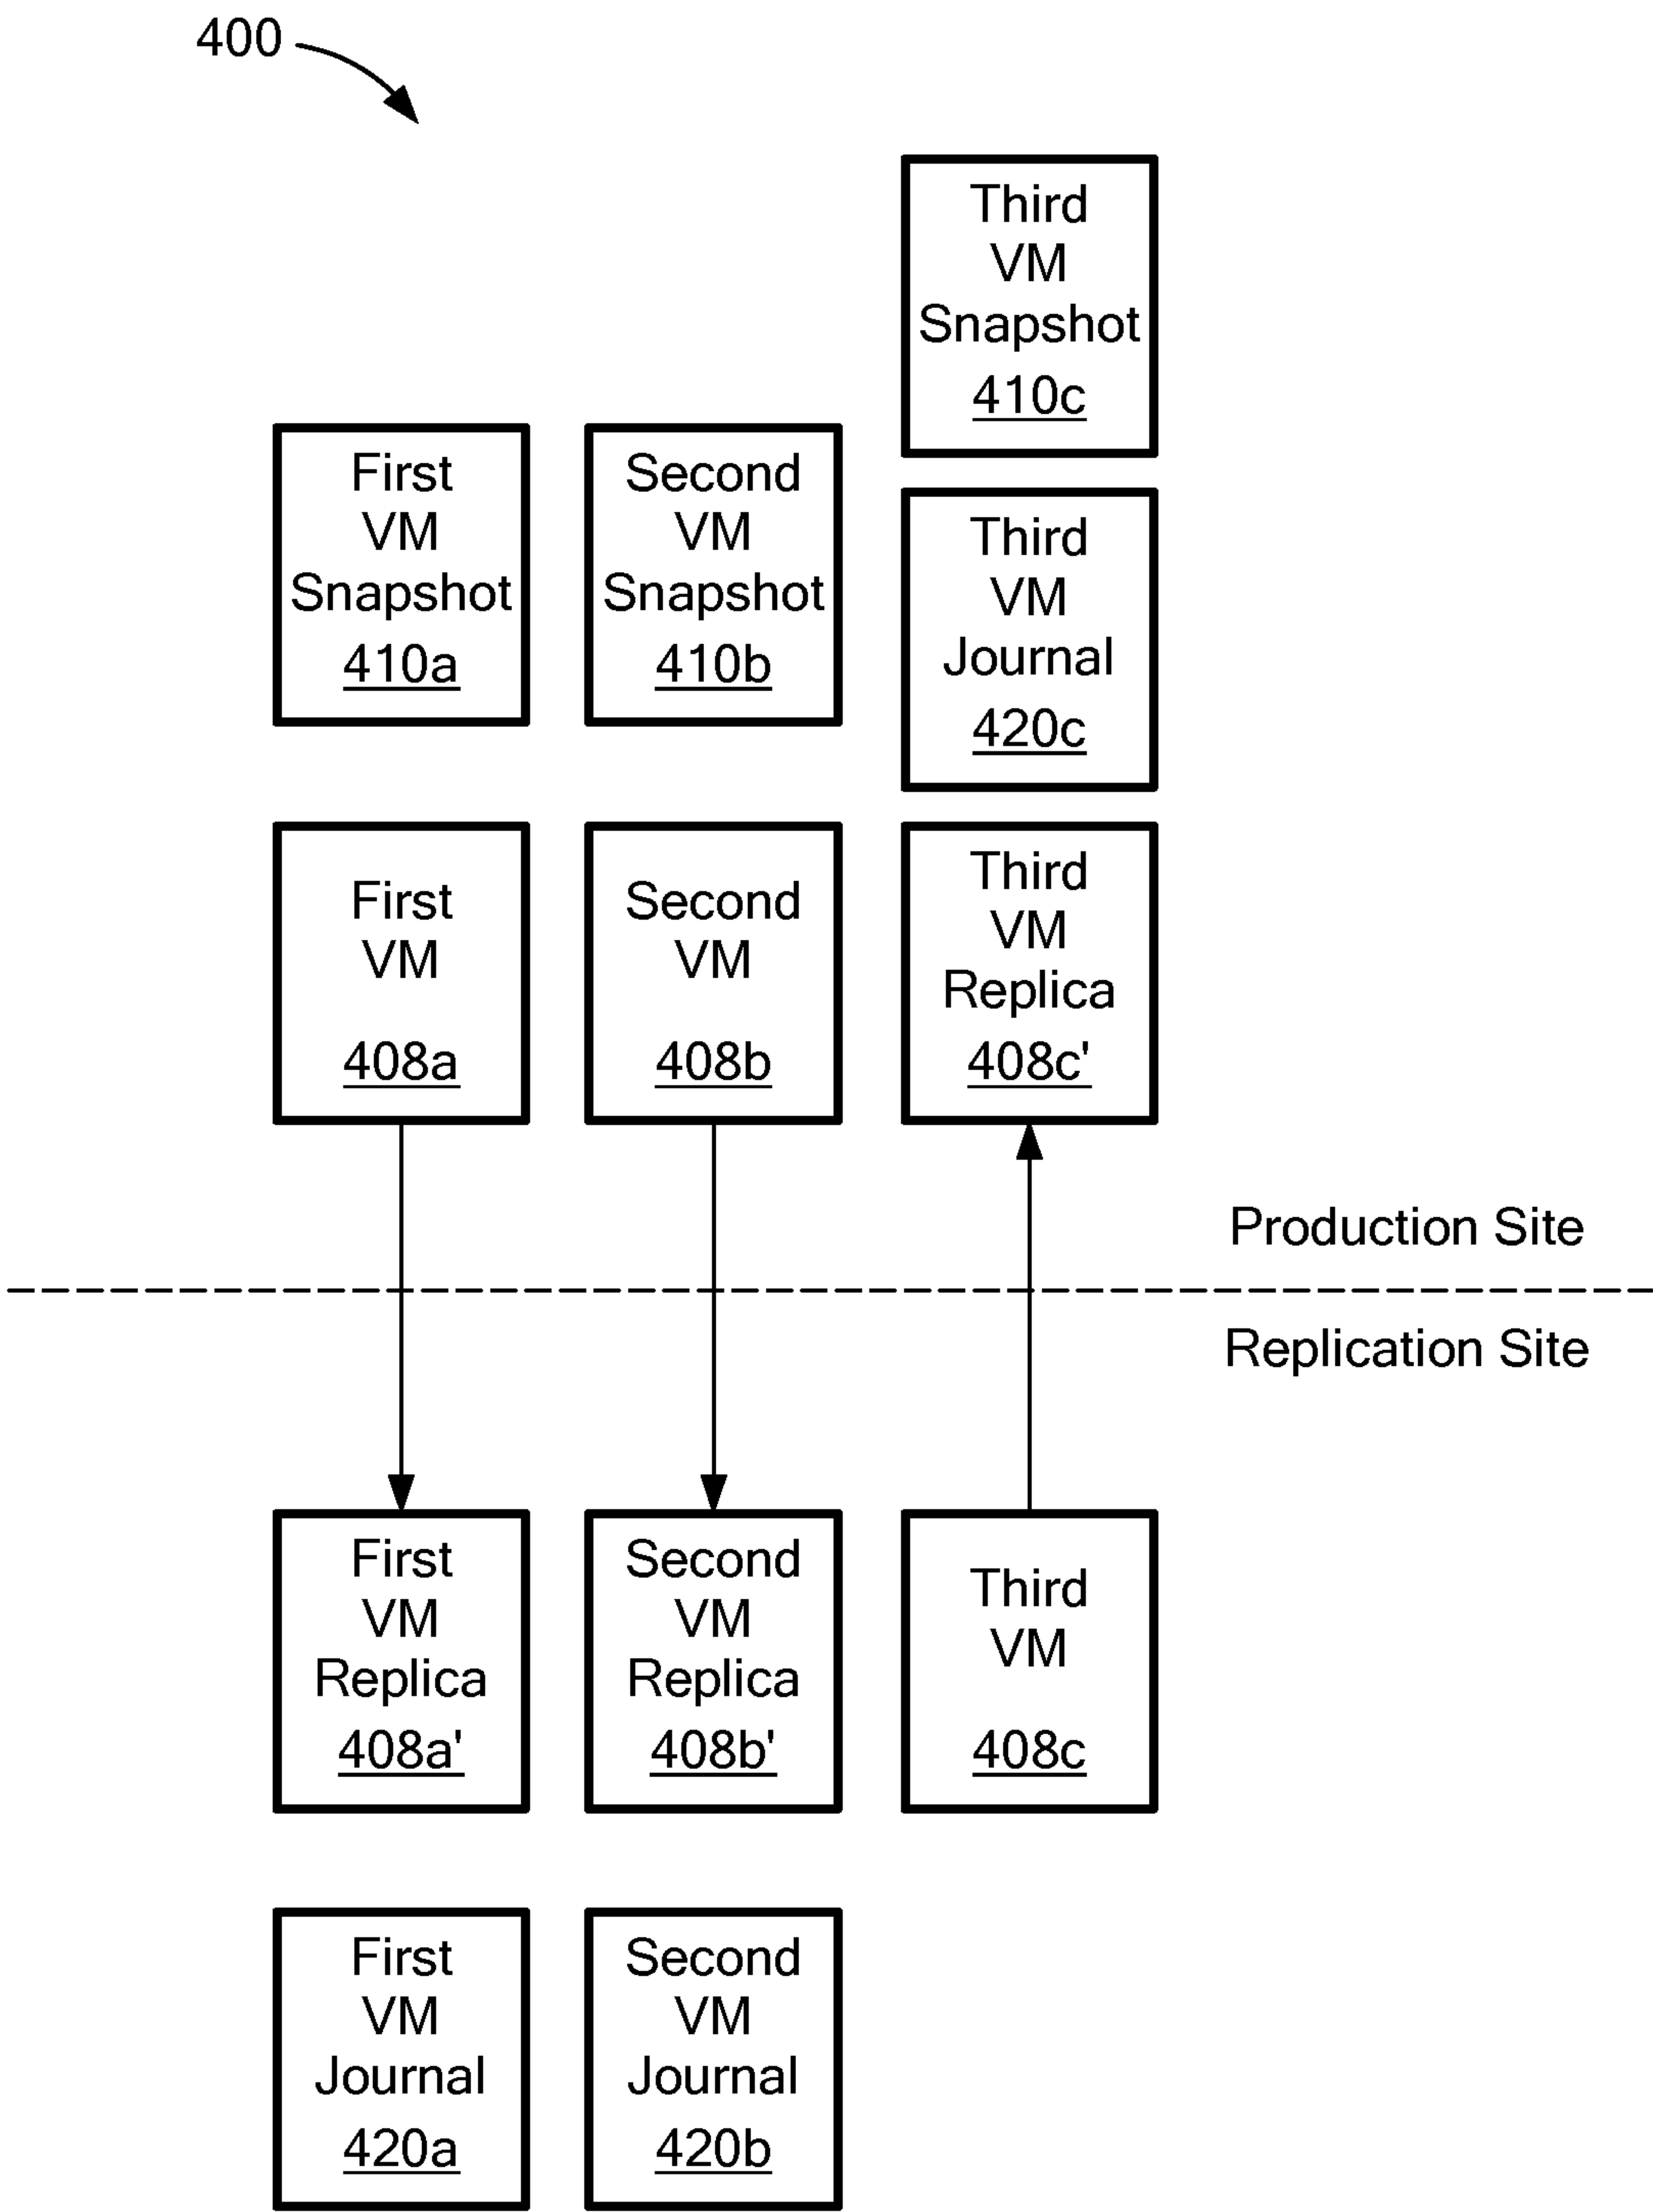 400
Third
VM
Snapshot
410c
First
VM
Snapshot
410a
Second
VM
Snapshot
410b
Third
VM
Journal
420c
First
VM
408a
Second
VM
408b
Third
VM
Replica
408c'
Production Site
Replication Site
First
VM
Replica
408a'
Second
VM
Replica
408b'
Third
VM
408c
First
VM
Journal
420a
Second
VM
Journal
420b